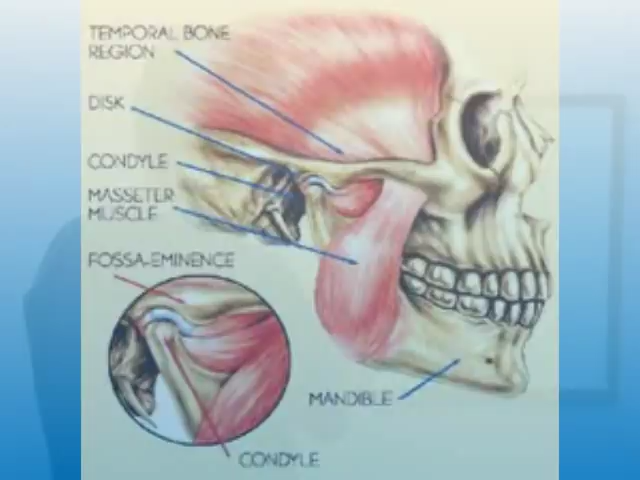 TEMPORAL BONE
REGION
DISK
CONDYLE
MASSETER
MUSCLE
FOSSA-EMINENCE
MANDIBLE
CONDYLE